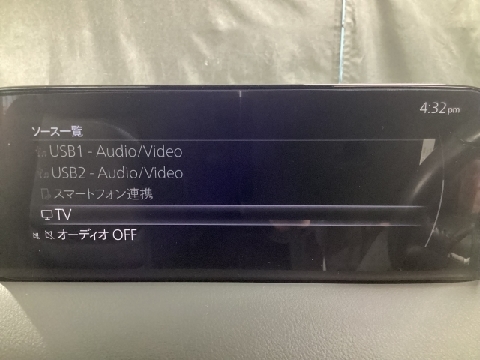 4:32 pm
ソース一覧
USB1 - Audio/Video
USB2 - Audio/Video
スマートフォン連携
TV
オーディオ OFF